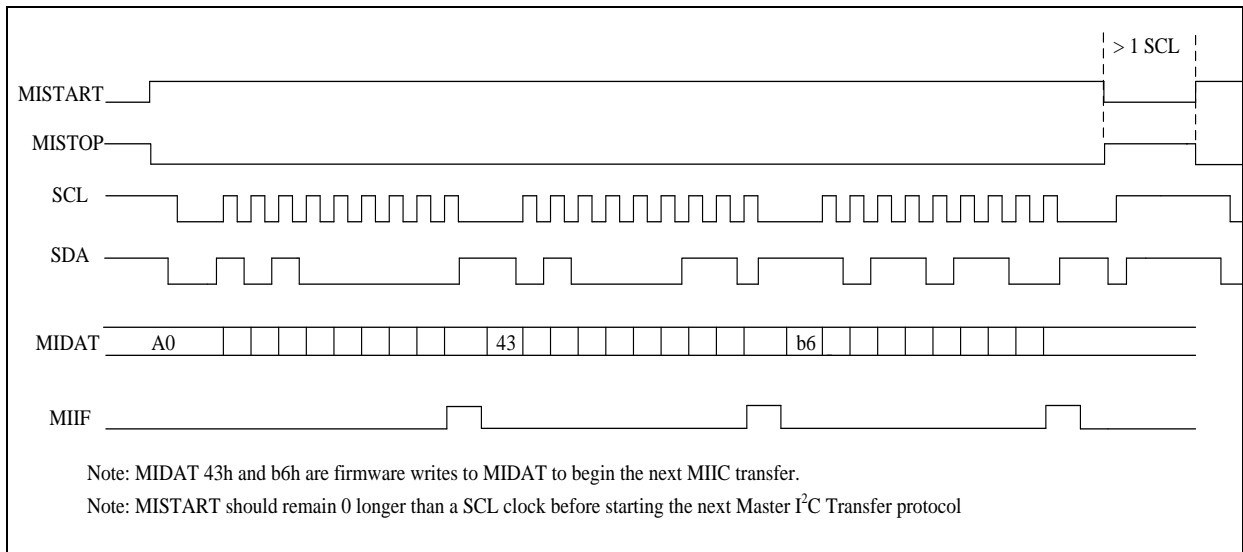 > 1 SCL
MISTART
MISTOP
SCL
SDA
MIDAT A0 43 b6
MIIF
Note: MIDAT 43h and b6h are firmware writes to MIDAT to begin the next MIIC transfer.
Note: MISTART should remain 0 longer than a SCL clock before starting the next Master I²C Transfer protocol